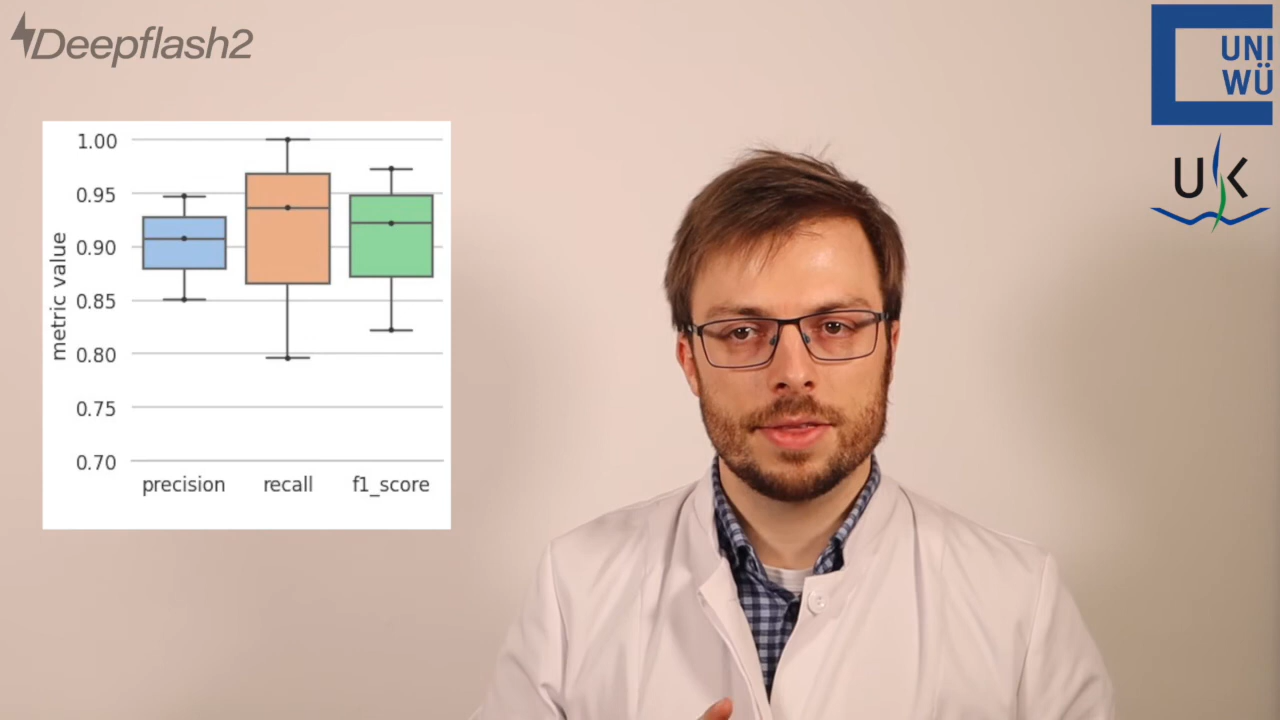 Deepflash2
UNI
WÜ
UK
1.00
0.95
0.90
0.85
0.80
0.75
0.70
metric value
precision recall f1_score